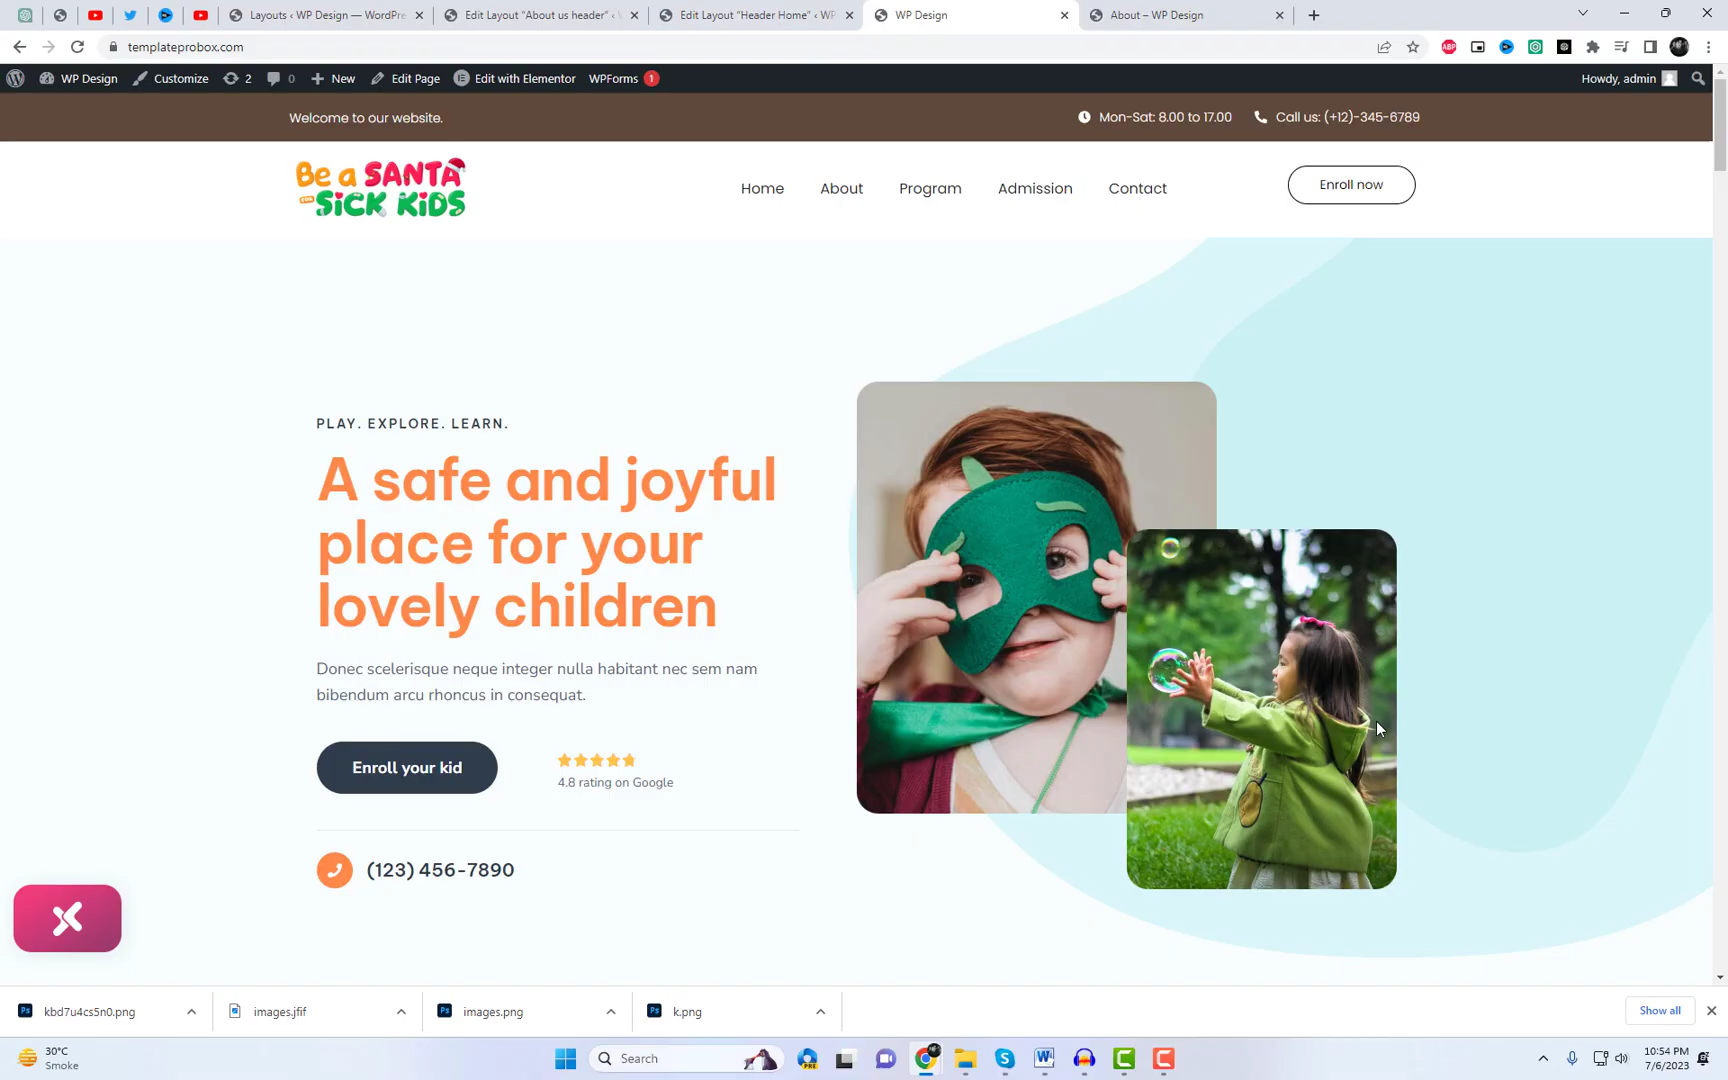 Layouts ‹ WP Design — WordPre
Edit Layout “About us header” ‹ 
Edit Layout “Header Home” ‹ WP
WP Design
About – WP Design
templateprobox.com
ABP
WP Design
Customize
2
0
New
Edit Page
Edit with Elementor
WPForms
1
Howdy, admin
Welcome to our website.
Mon-Sat: 8.00 to 17.00
Call us: (+12)-345-6789
Be a SANTA
FOR SICK KiDS
Home
About
Program
Admission
Contact
Enroll now
PLAY. EXPLORE. LEARN.
A safe and joyful
place for your
lovely children
Donec scelerisque neque integer nulla habitant nec sem nam
bibendum arcu rhoncus in consequat.
Enroll your kid
4.8 rating on Google
(123) 456-7890
Ps
kbd7u4cs5n0.png
images.jfif
Ps
images.png
Ps
k.png
Show all
30°C
Smoke
Search
PRE
10:54 PM
7/6/2023